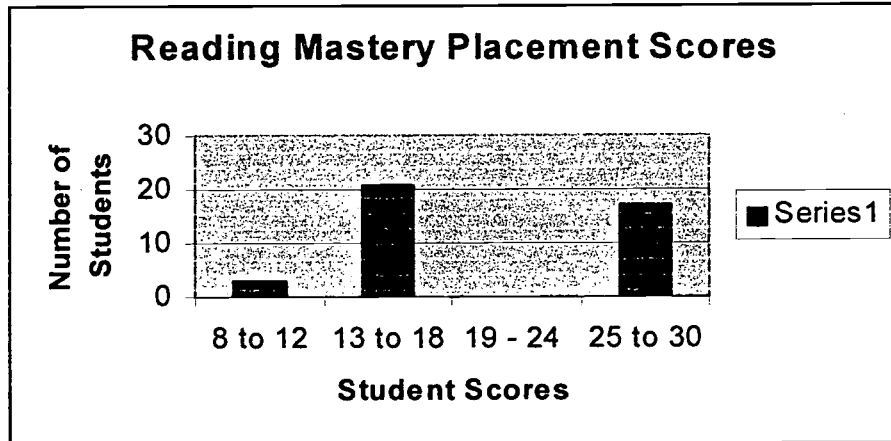 Reading Mastery Placement Scores
Number of
Students
30
20
10
0
8 to 12 13 to 18 19 - 24 25 to 30
Student Scores
Series1